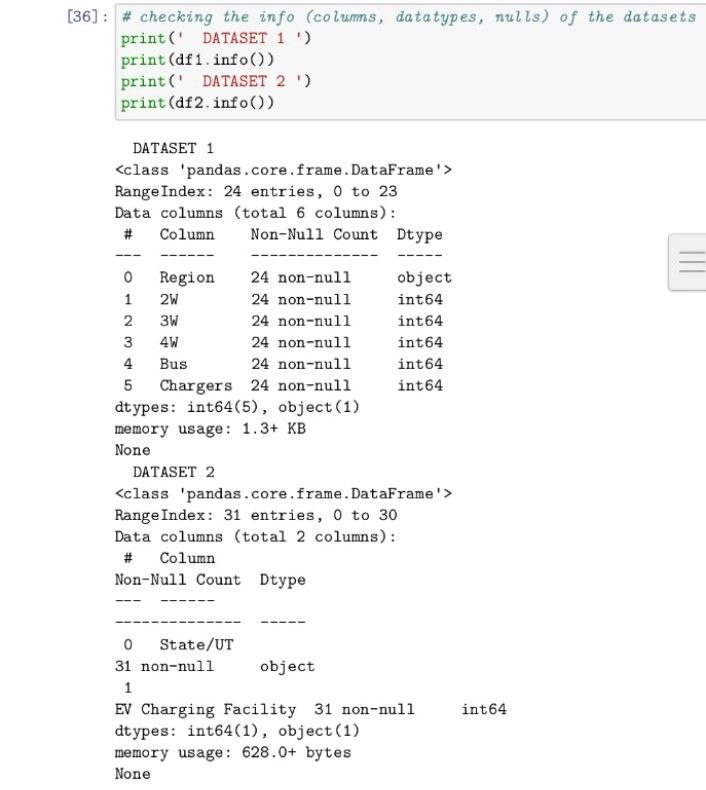 [36]: # checking the info (columns, datatypes, nulls) of the datasets
print('  DATASET 1 ')
print(df1.info())
print('  DATASET 2 ')
print(df2.info())
  DATASET 1
<class 'pandas.core.frame.DataFrame'>
RangeIndex: 24 entries, 0 to 23
Data columns (total 6 columns):
 #   Column    Non-Null Count  Dtype
---  ------    --------------  -----
 0   Region    24 non-null     object
 1   2W        24 non-null     int64
 2   3W        24 non-null     int64
 3   4W        24 non-null     int64
 4   Bus       24 non-null     int64
 5   Chargers  24 non-null     int64
dtypes: int64(5), object(1)
memory usage: 1.3+ KB
None
  DATASET 2
<class 'pandas.core.frame.DataFrame'>
RangeIndex: 31 entries, 0 to 30
Data columns (total 2 columns):
 #   Column
Non-Null Count  Dtype
---  ------
--------------  -----
 0   State/UT
31 non-null     object
 1
EV Charging Facility  31 non-null     int64
dtypes: int64(1), object(1)
memory usage: 628.0+ bytes
None